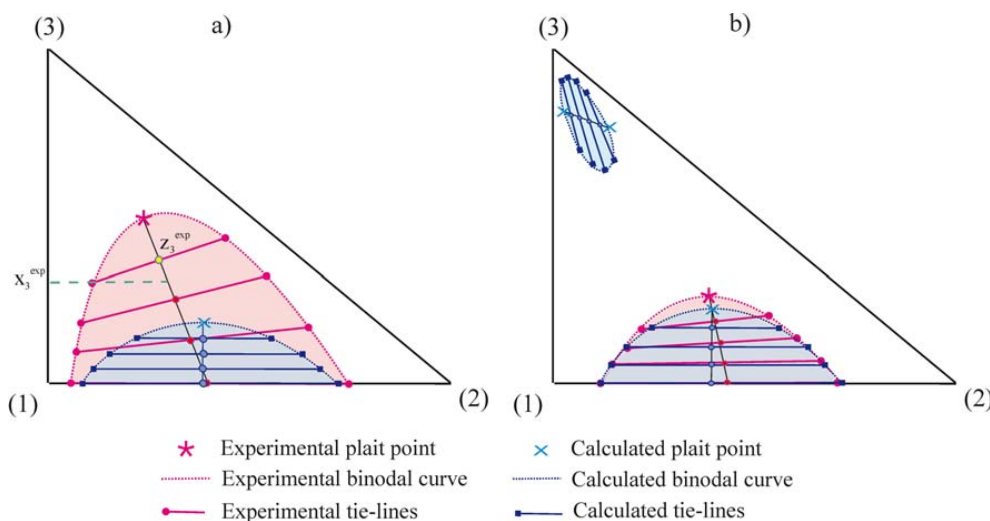 (3) a) (3) b)
Z₃ᵉˣᵖ
X₃ᵉˣᵖ
(1) (2) (1) (2)
Experimental plait point Calculated plait point
Experimental binodal curve Calculated binodal curve
Experimental tie-lines Calculated tie-lines